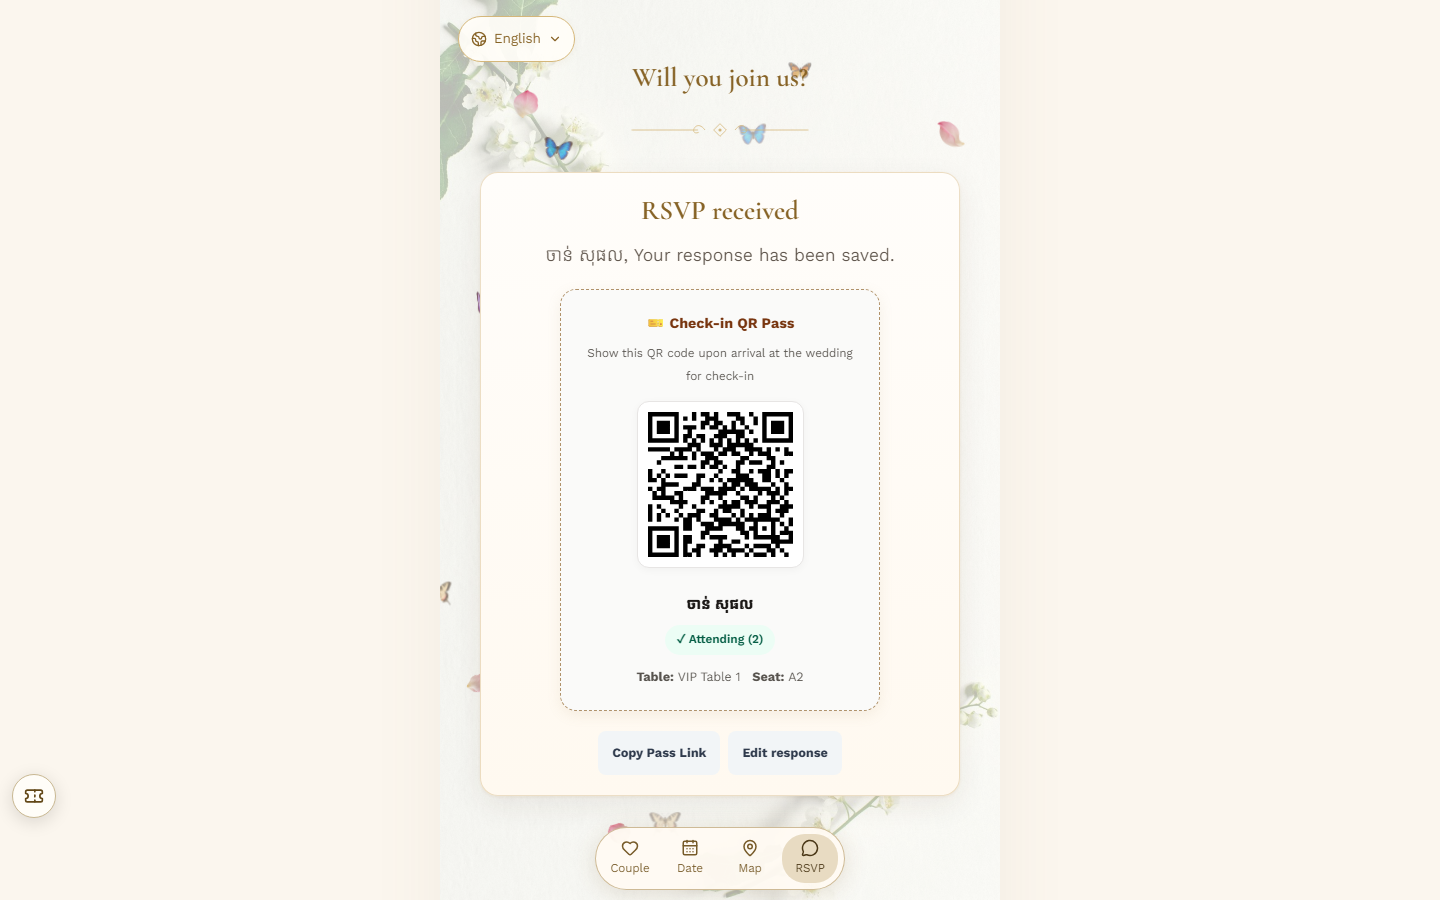 English
Will you join us?
RSVP received
ចាន់ សុផល, Your response has been saved.
🎫 Check-in QR Pass
Show this QR code upon arrival at the wedding
for check-in
ចាន់ សុផល
✓ Attending (2)
Table: VIP Table 1 Seat: A2
Copy Pass Link Edit response
Couple Date Map RSVP